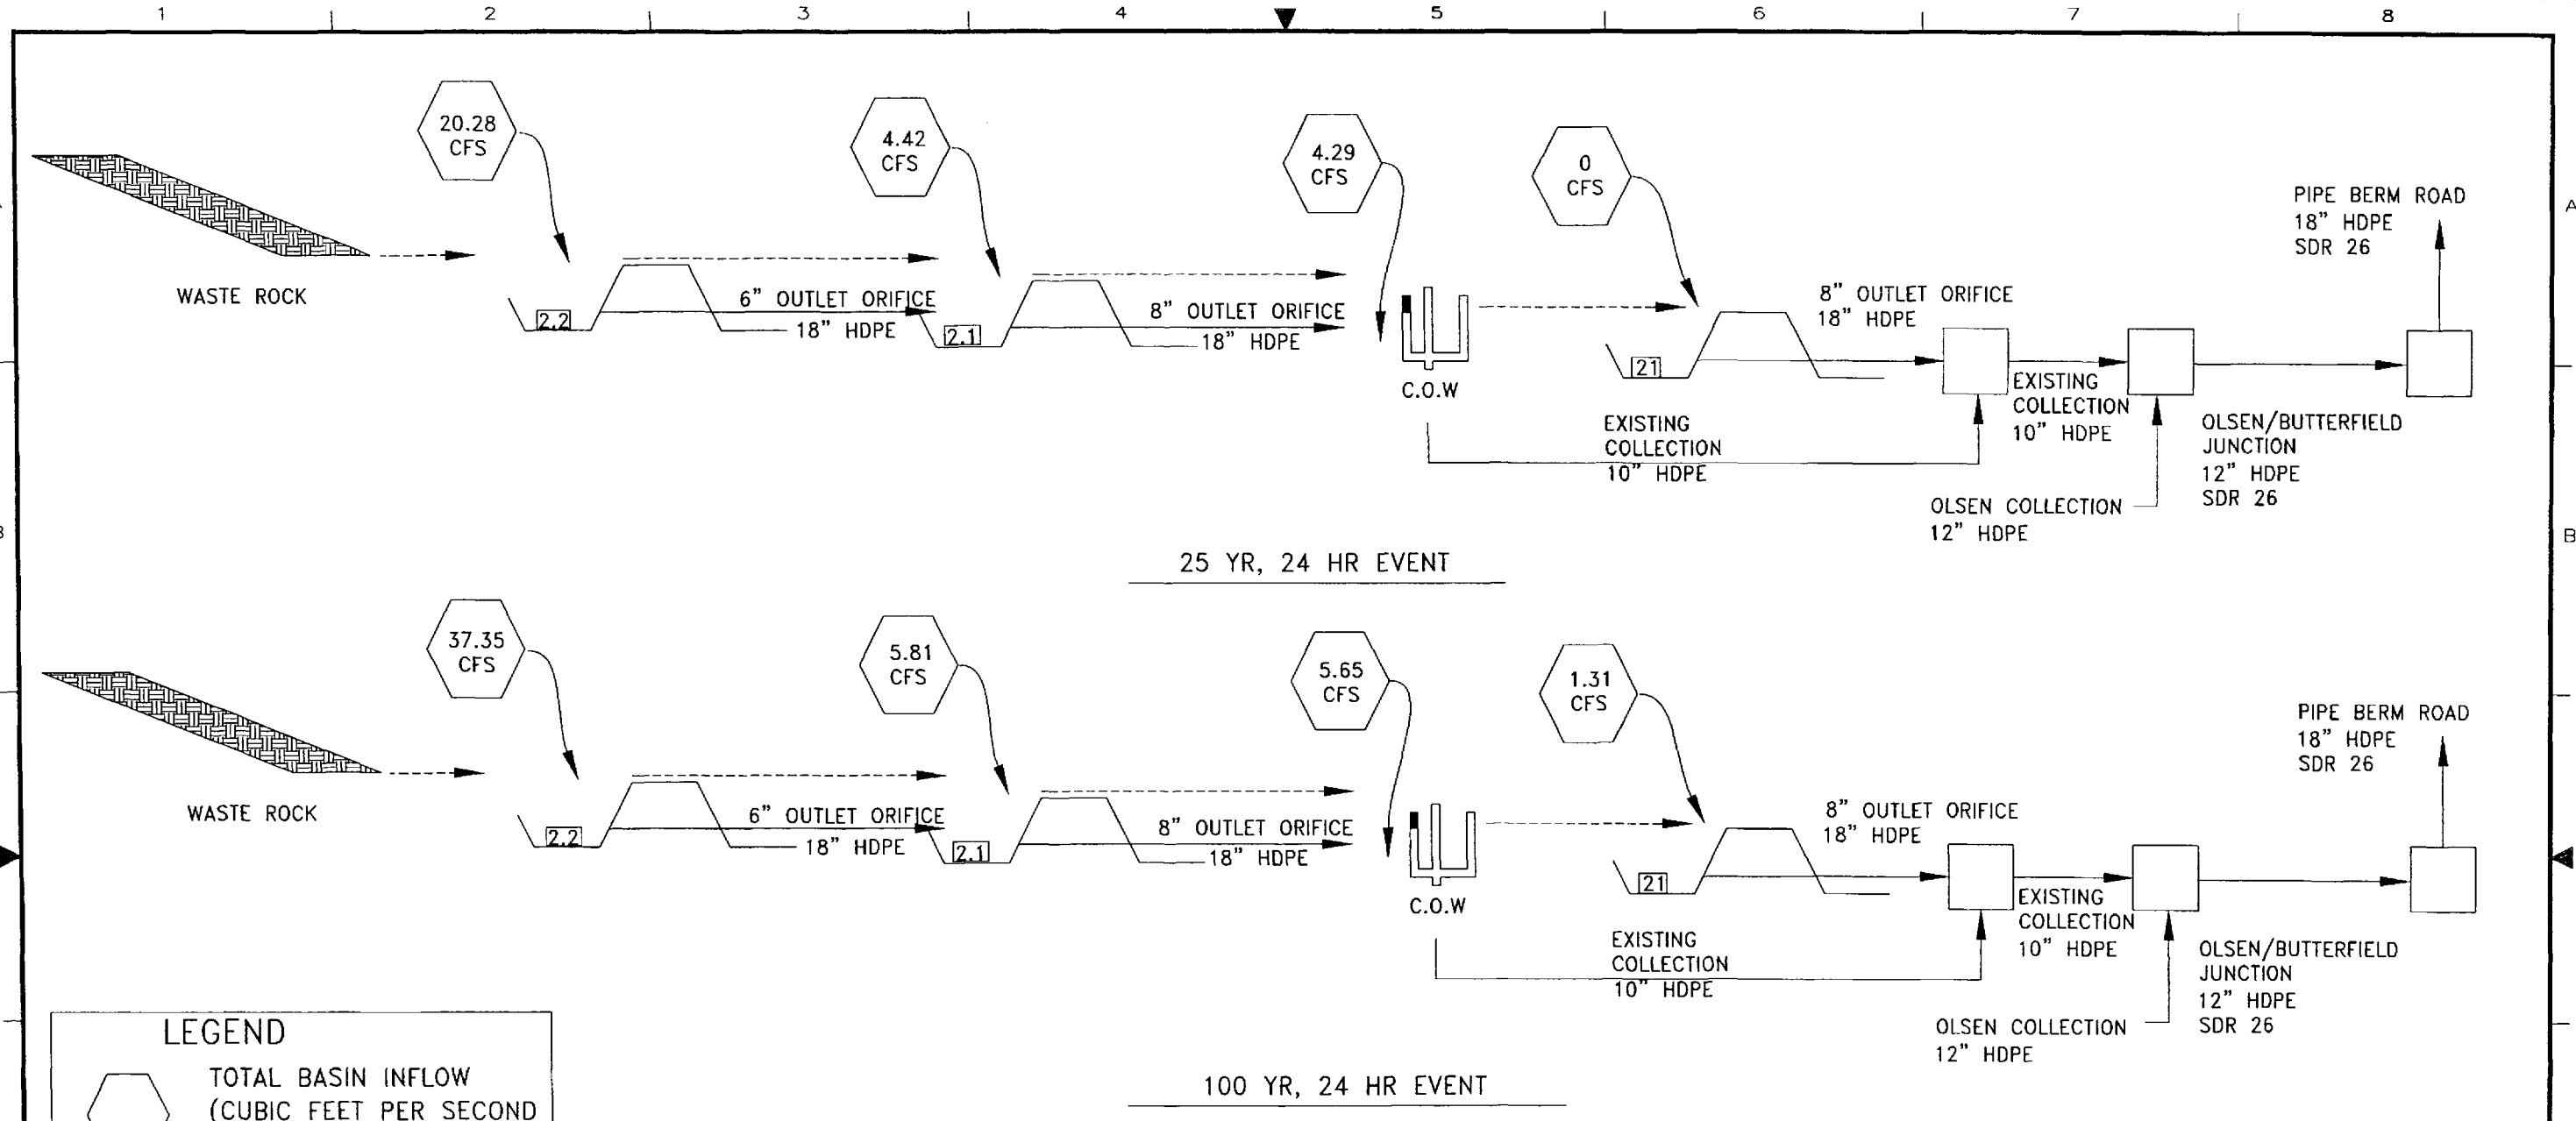 1 2 3 4 5 6 7 8
20.28
CFS
4.42
CFS
4.29
CFS
0
CFS
PIPE BERM ROAD
18" HDPE
SDR 26
A
WASTE ROCK
2.2
6" OUTLET ORIFICE
18" HDPE
2.1
8" OUTLET ORIFICE
18" HDPE
C.O.W
21
8" OUTLET ORIFICE
18" HDPE
EXISTING
COLLECTION
10" HDPE
EXISTING
COLLECTION
10" HDPE
OLSEN/BUTTERFIELD
JUNCTION
12" HDPE
SDR 26
OLSEN COLLECTION
12" HDPE
B
25 YR, 24 HR EVENT
37.35
CFS
5.81
CFS
5.65
CFS
1.31
CFS
PIPE BERM ROAD
18" HDPE
SDR 26
WASTE ROCK
2.2
6" OUTLET ORIFICE
18" HDPE
2.1
8" OUTLET ORIFICE
18" HDPE
C.O.W
21
8" OUTLET ORIFICE
18" HDPE
EXISTING
COLLECTION
10" HDPE
EXISTING
COLLECTION
10" HDPE
OLSEN/BUTTERFIELD
JUNCTION
12" HDPE
SDR 26
OLSEN COLLECTION
12" HDPE
100 YR, 24 HR EVENT
LEGEND
TOTAL BASIN INFLOW
(CUBIC FEET PER SECOND